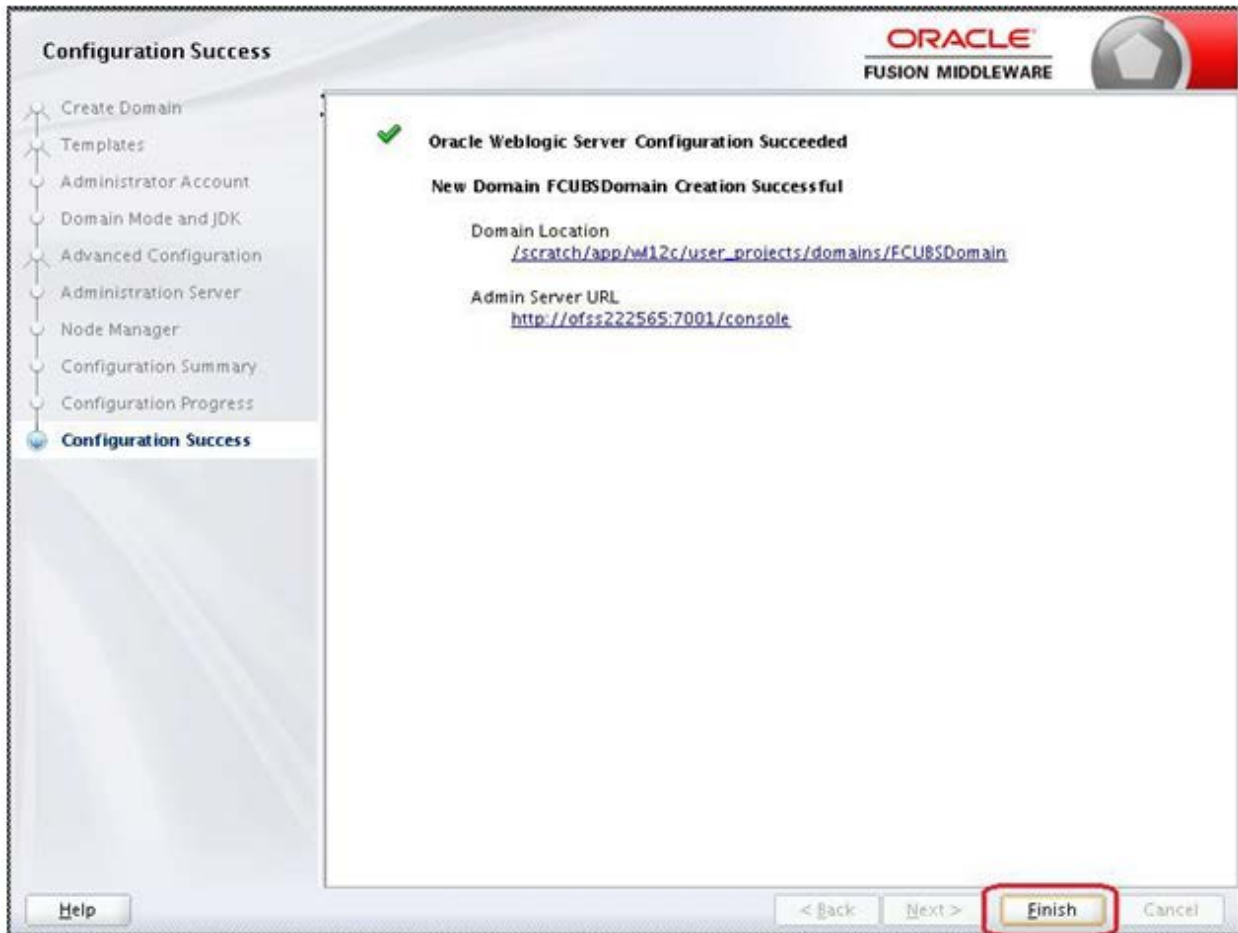 Configuration Success
ORACLE
FUSION MIDDLEWARE
Create Domain
Templates
Administrator Account
Domain Mode and JDK
Advanced Configuration
Administration Server
Node Manager
Configuration Summary
Configuration Progress
Configuration Success
Oracle Weblogic Server Configuration Succeeded
New Domain FCUBSDomain Creation Successful
Domain Location
/scratch/app/wl12c/user_projects/domains/FCUBSDomain
Admin Server URL
http://ofss222565:7001/console
Help
< Back
Next >
Finish
Cancel